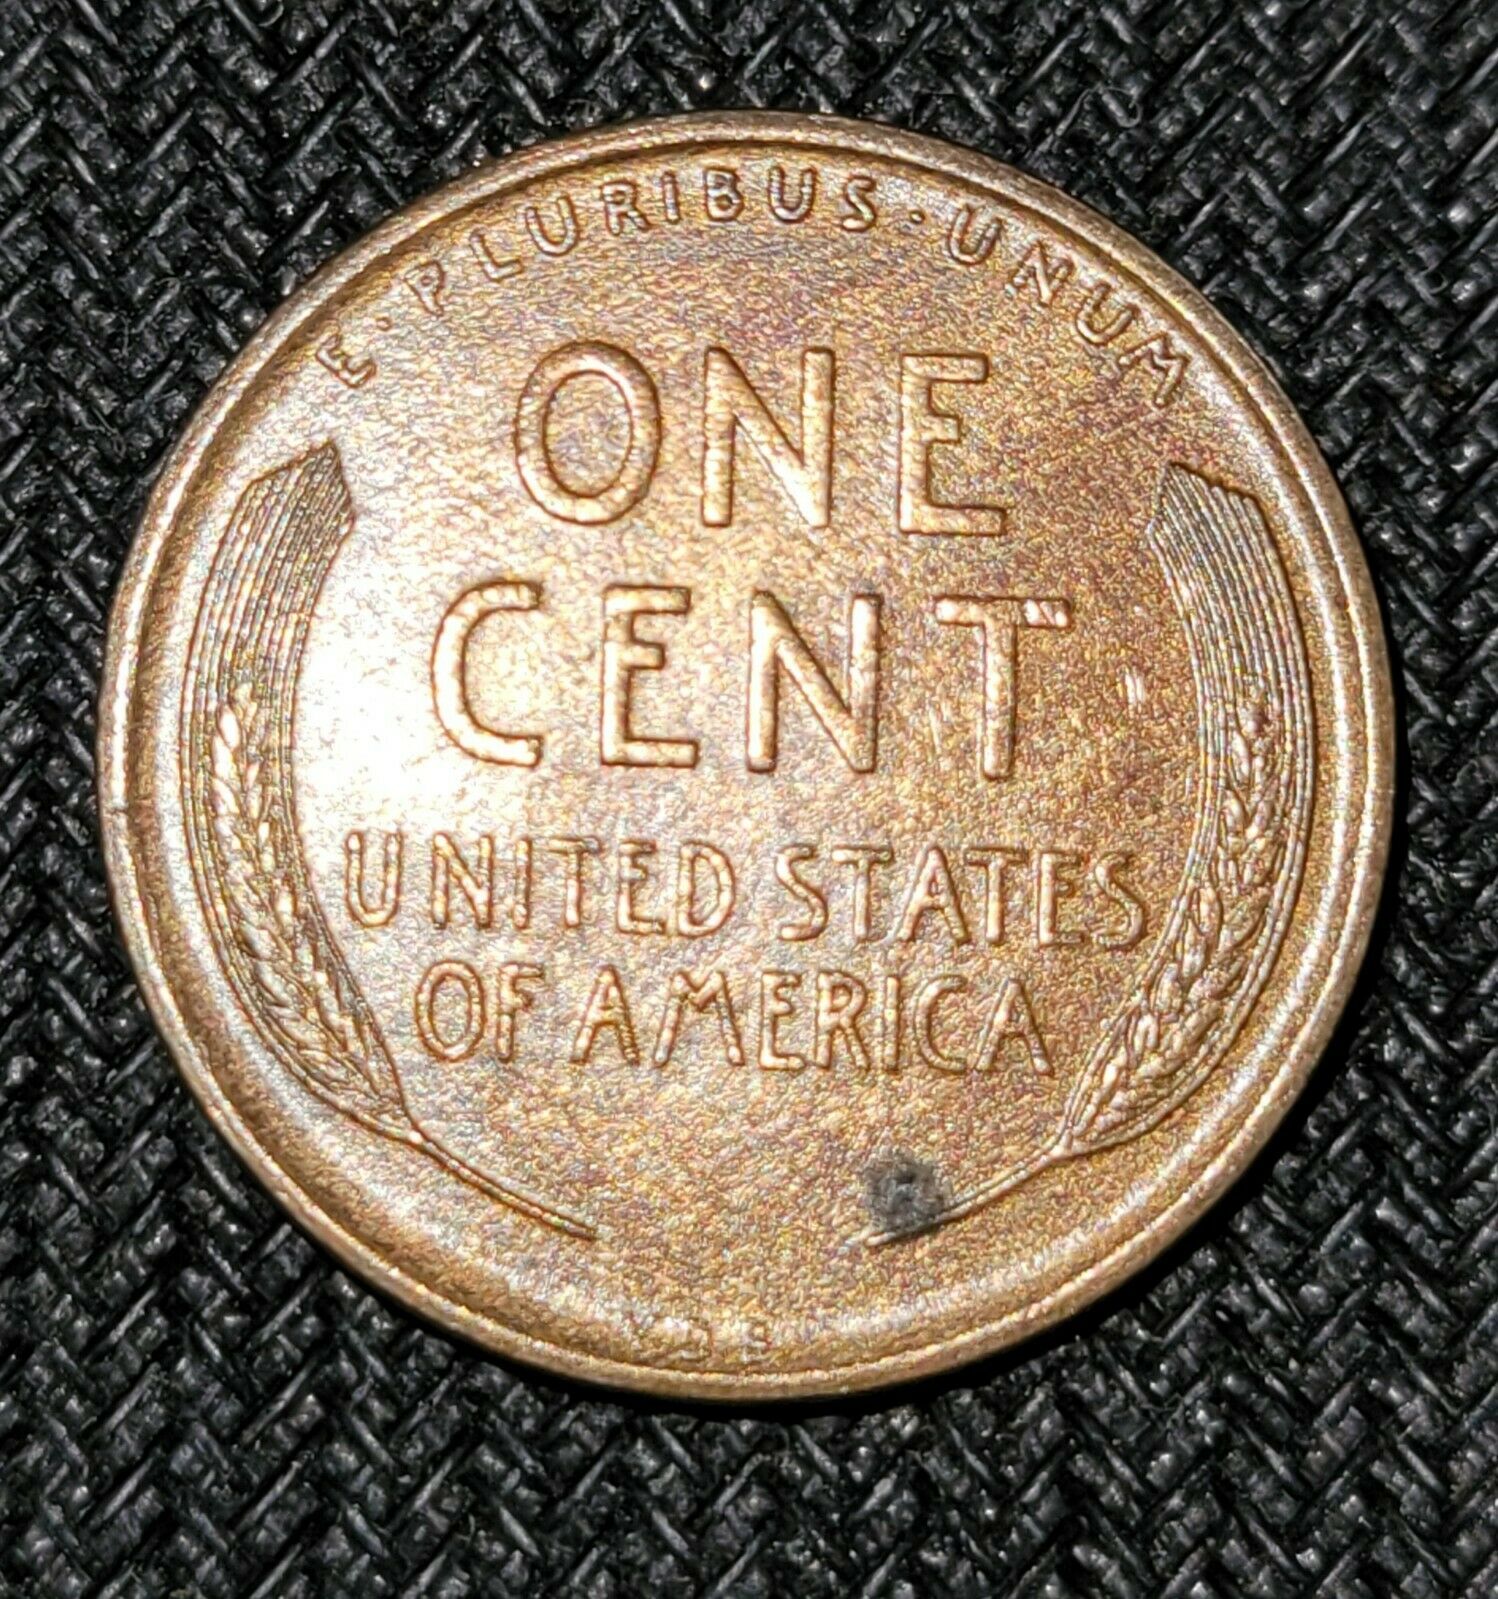 E·PLURIBUS·UNUM
ONE
CENT
UNITED STATES
OF AMERICA